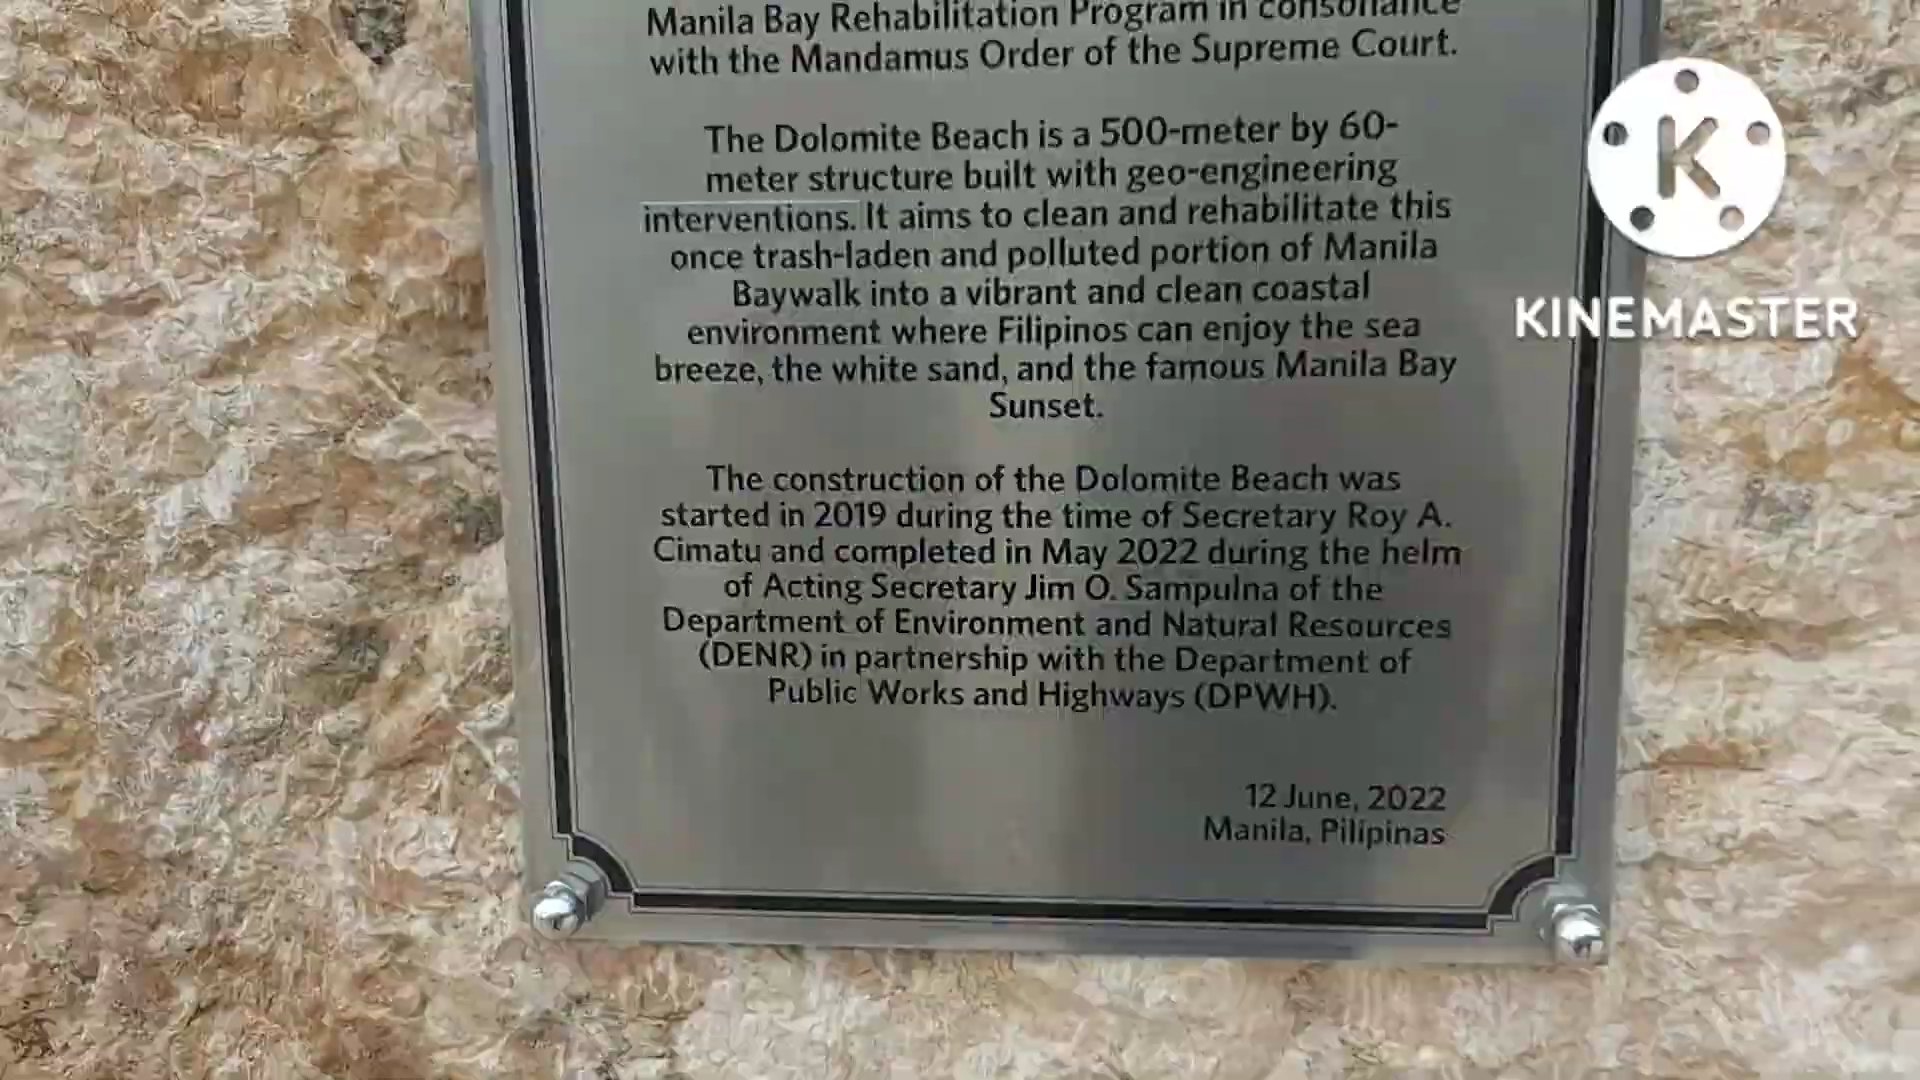 Manila Bay Rehabilitation Program in consonance
with the Mandamus Order of the Supreme Court.
The Dolomite Beach is a 500-meter by 60-
meter structure built with geo-engineering
interventions. It aims to clean and rehabilitate this
once trash-laden and polluted portion of Manila
Baywalk into a vibrant and clean coastal
environment where Filipinos can enjoy the sea
breeze, the white sand, and the famous Manila Bay
Sunset.
The construction of the Dolomite Beach was
started in 2019 during the time of Secretary Roy A.
Cimatu and completed in May 2022 during the helm
of Acting Secretary Jim O. Sampulna of the
Department of Environment and Natural Resources
(DENR) in partnership with the Department of
Public Works and Highways (DPWH).
12 June, 2022
Manila, Pilipinas
K
KINEMASTER